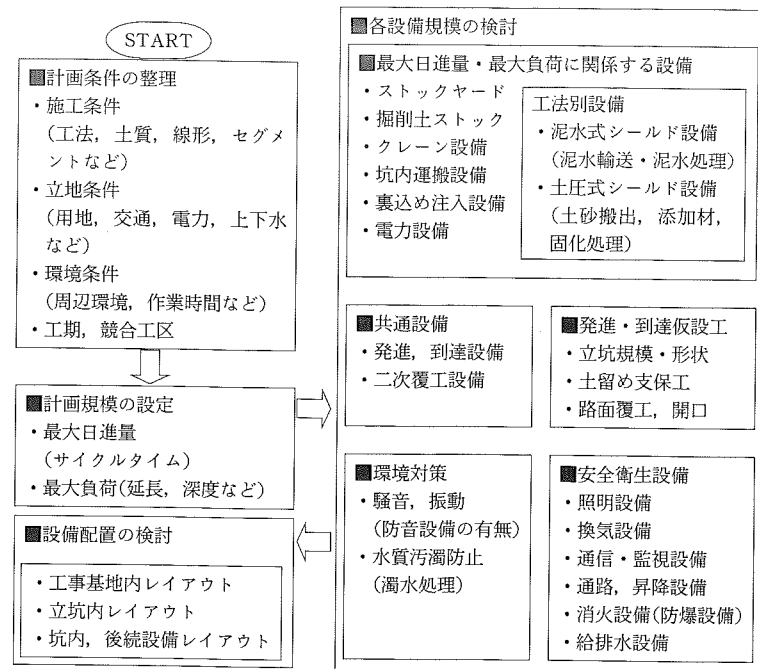 START
■計画条件の整理
・施工条件
(工法, 土質, 線形, セグメ
ントなど)
・立地条件
(用地, 交通, 電力, 上下水
など)
・環境条件
(周辺環境, 作業時間など)
・工期, 競合工区
■計画規模の設定
・最大日進量
(サイクルタイム)
・最大負荷(延長, 深度など)
■各設備規模の検討
■最大日進量・最大負荷に関係する設備
・ストックヤード
・掘削土ストック
・クレーン設備
・坑内運搬設備
・裏込め注入設備
・電力設備
工法別設備
・泥水式シールド設備
(泥水輸送・泥水処理)
・土圧式シールド設備
(土砂搬出, 添加材,
固化処理)
■共通設備
・発進, 到達設備
・二次覆工設備
■発進・到達仮設工
・立坑規模・形状
・土留め支保工
・路面覆工, 開口
■環境対策
・騒音, 振動
(防音設備の有無)
・水質汚濁防止
(濁水処理)
■安全衛生設備
・照明設備
・換気設備
・通信・監視設備
・通路, 昇降設備
・消火設備(防爆設備)
・給排水設備
■設備配置の検討
・工事基地内レイアウト
・立坑内レイアウト
・坑内, 後続設備レイアウト